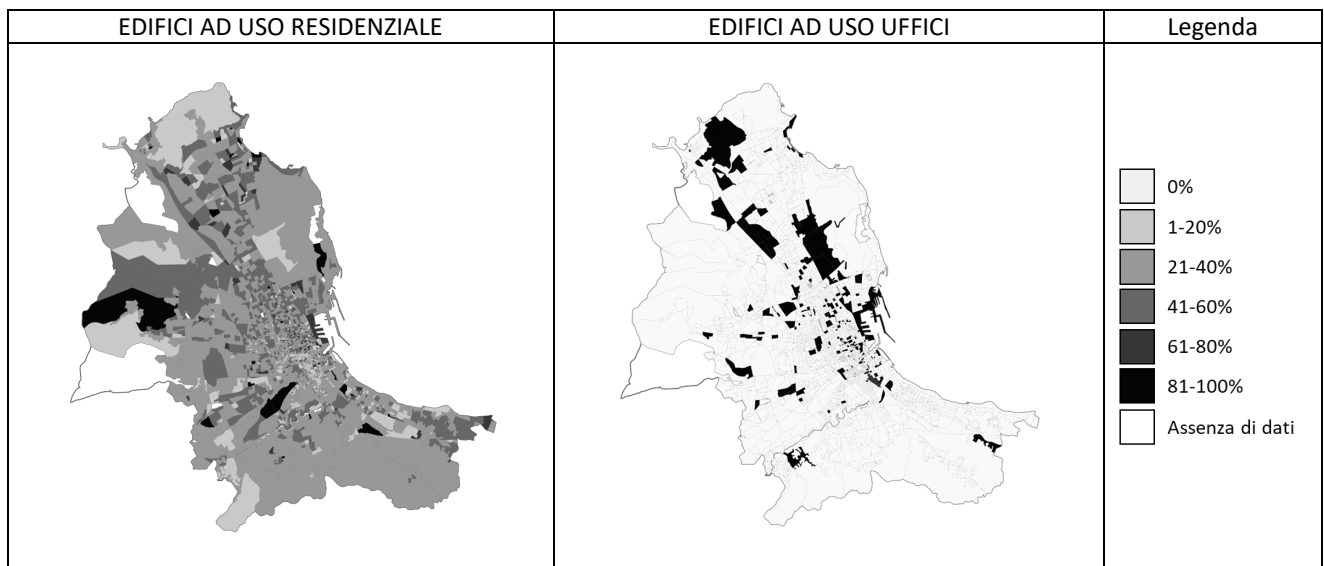 EDIFICI AD USO RESIDENZIALE
EDIFICI AD USO UFFICI
Legenda
0%
1-20%
21-40%
41-60%
61-80%
81-100%
Assenza di dati